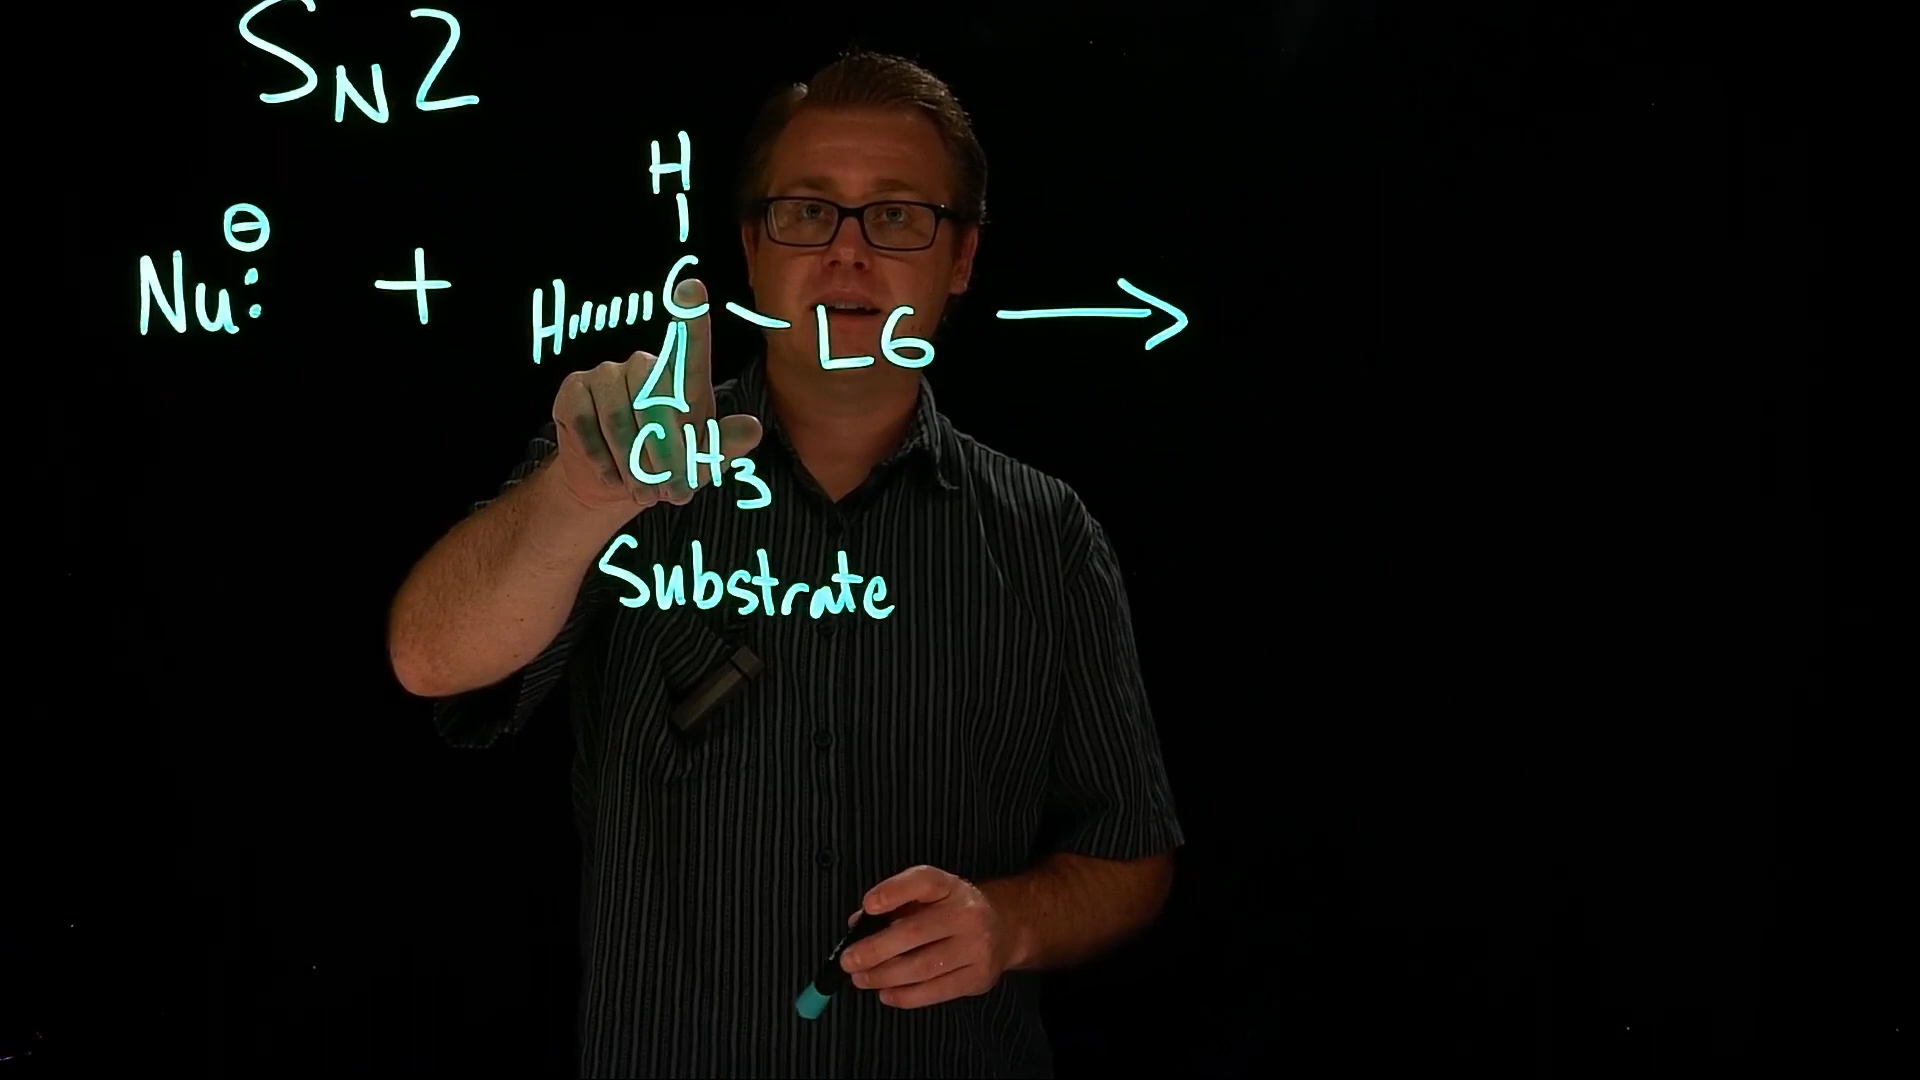 SN2
H
Nu:⊖ + H C LG →
CH3
Substrate